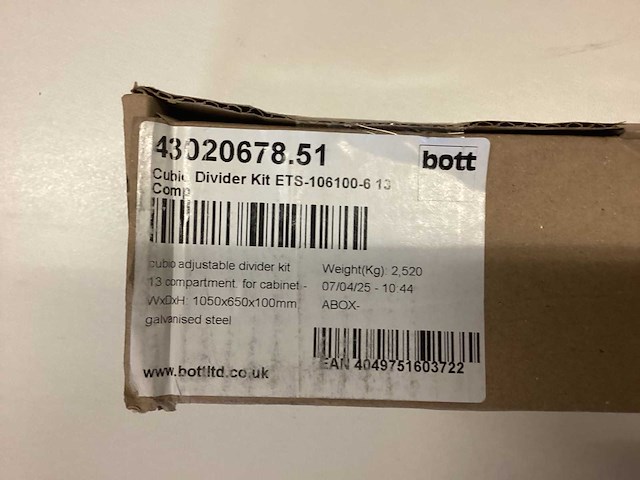 43020678.51
bott
Cubio Divider Kit ETS-106100-6 13
Comp
cubio adjustable divider kit
13 compartment. for cabinet -
WxDxH: 1050x650x100mm
galvanised steel
Weight(Kg): 2,520
07/04/25 - 10:44
ABOX-
EAN 4049751603722
www.bottltd.co.uk